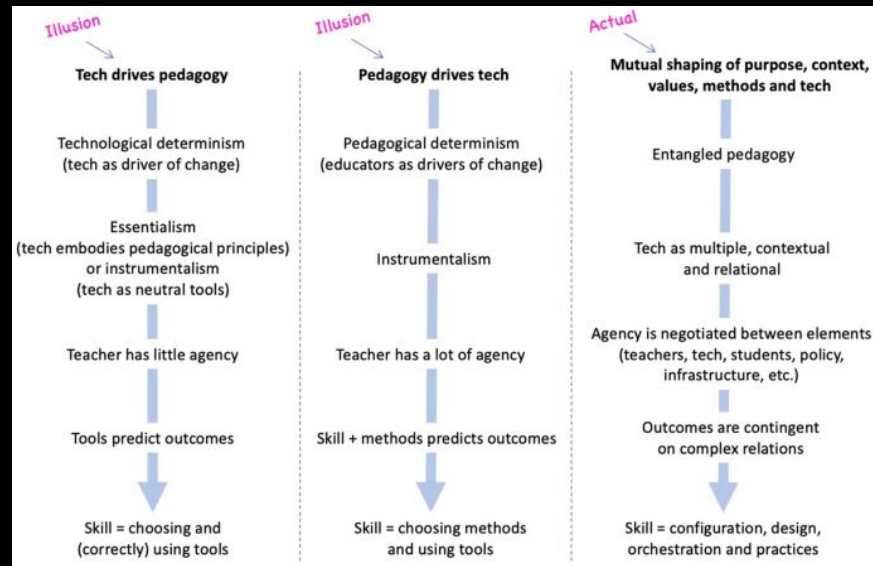 Illusion
Tech drives pedagogy
Technological determinism
(tech as driver of change)
Essentialism
(tech embodies pedagogical principles)
or instrumentalism
(tech as neutral tools)
Teacher has little agency
Tools predict outcomes
Skill = choosing and
(correctly) using tools
Illusion
Pedagogy drives tech
Pedagogical determinism
(educators as drivers of change)
Instrumentalism
Teacher has a lot of agency
Skill + methods predicts outcomes
Skill = choosing methods
and using tools
Actual
Mutual shaping of purpose, context,
values, methods and tech
Entangled pedagogy
Tech as multiple, contextual
and relational
Agency is negotiated between elements
(teachers, tech, students, policy,
infrastructure, etc.)
Outcomes are contingent
on complex relations
Skill = configuration, design,
orchestration and practices